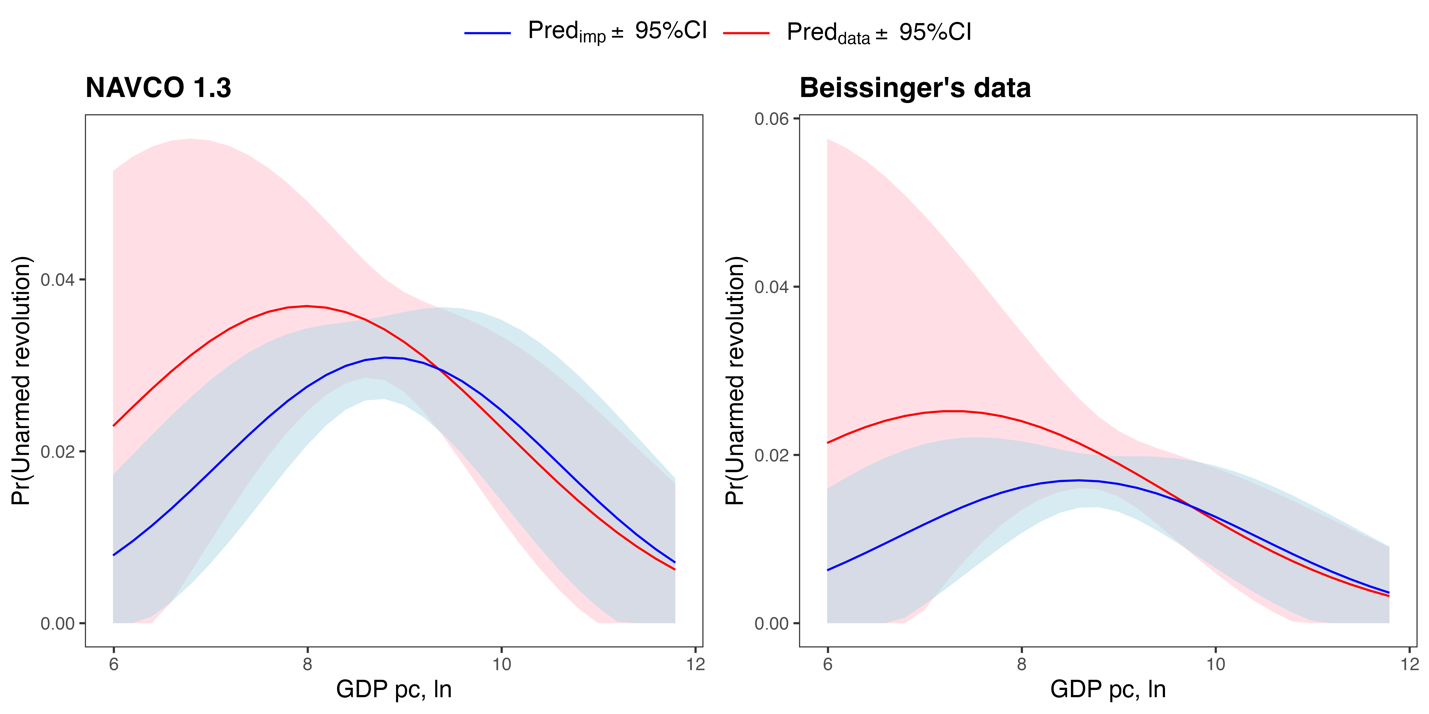 Pred_imp ± 95%CI Pred_data ± 95%CI
NAVCO 1.3
Pr(Unarmed revolution)
0.04
0.02
0.00
6 8 10 12
GDP pc, ln
Beissinger's data
Pr(Unarmed revolution)
0.06
0.04
0.02
0.00
6 8 10 12
GDP pc, ln